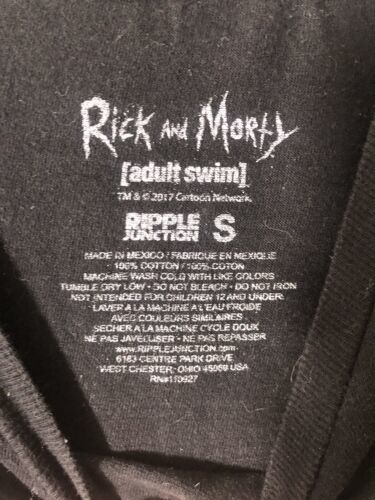 Rick and Morty
[adult swim]
TM & © 2017 Cartoon Network.
RIPPLE
JUNCTION S
MADE IN MEXICO / FABRIQUE EN MEXIQUE
100% COTTON / 100% COTON
MACHINE WASH COLD WITH LIKE COLORS
TUMBLE DRY LOW • DO NOT BLEACH • DO NOT IRON
NOT INTENDED FOR CHILDREN 12 AND UNDER.
LAVER A LA MACHINE A L'EAU FROIDE
AVEC COULEURS SIMILAIRES
SECHER A LA MACHINE CYCLE DOUX
NE PAS JAVELLISER • NE PAS REPASSER
www.RIPPLEJUNCTION.com
6183 CENTRE PARK DRIVE
WEST CHESTER, OHIO 45069 USA
RN#110927